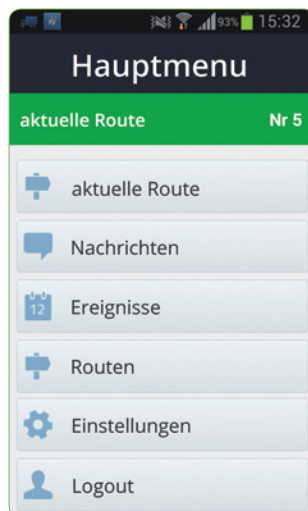 93% 15:32
Hauptmenu
aktuelle Route Nr 5
aktuelle Route
Nachrichten
12 Ereignisse
Routen
Einstellungen
Logout